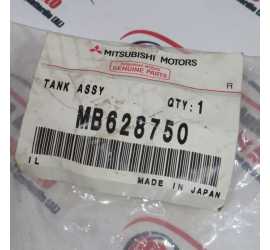 MITSUBISHI MOTORS
GENUINE PARTS
TANK ASSY
QTY:1
MB628750
IL
MADE IN JAPAN